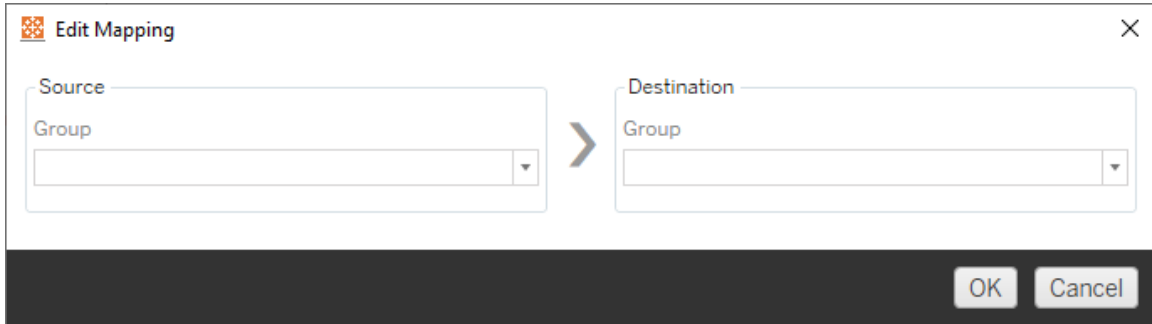 Edit Mapping
Source
Destination
Group
Group
OK
Cancel